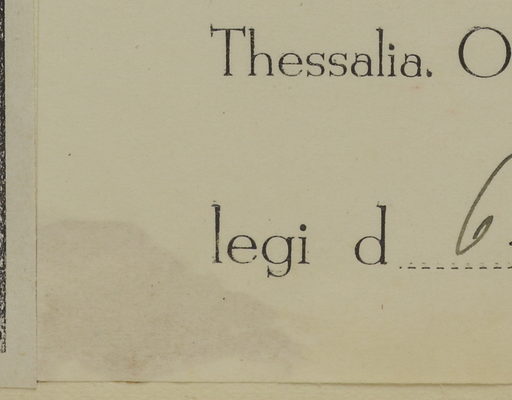 Thessalia. O
legi d 6